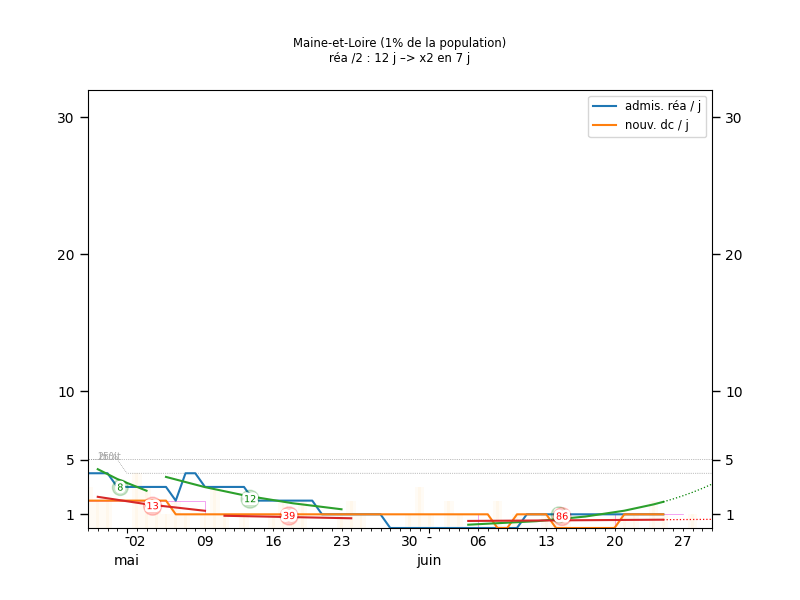 Maine-et-Loire (1% de la population)
réa /2 : 12 j –> x2 en 7 j
admis. réa / j
nouv. dc / j
30 30
20 20
10 10
5 5
1 1
8
13
12
39
86
02 09 16 23 30 06 13 20 27
mai juin